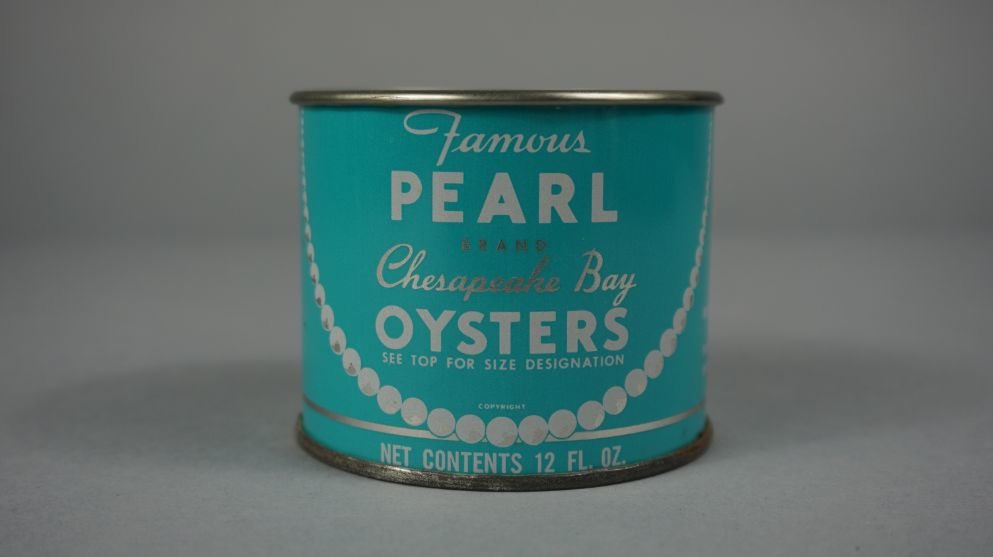 Famous
PEARL
BRAND
Chesapeake Bay
OYSTERS
SEE TOP FOR SIZE DESIGNATION
COPYRIGHT
NET CONTENTS 12 FL. OZ.